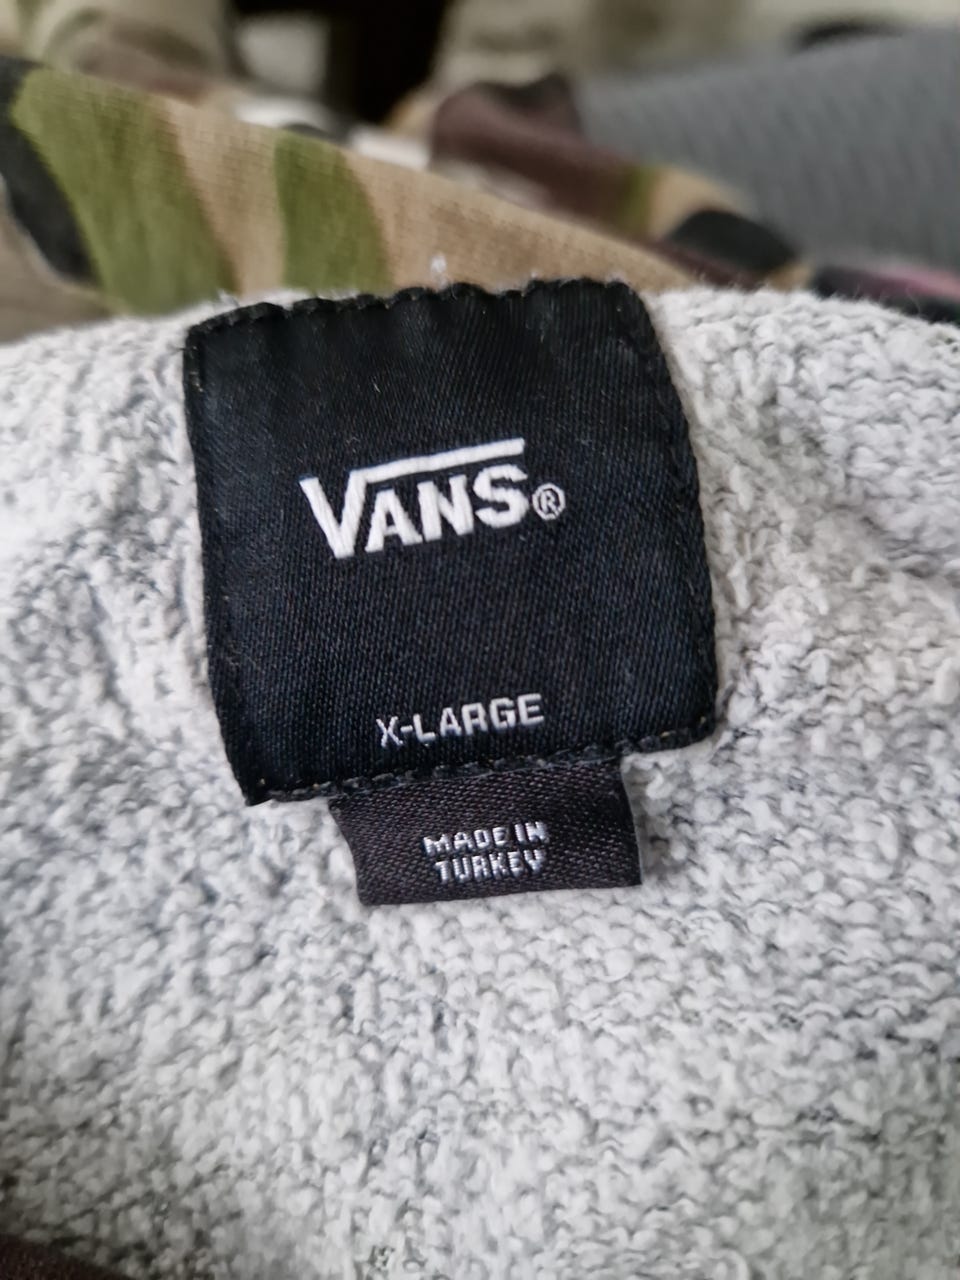 VANS®
X-LARGE
MADE IN
TURKEY